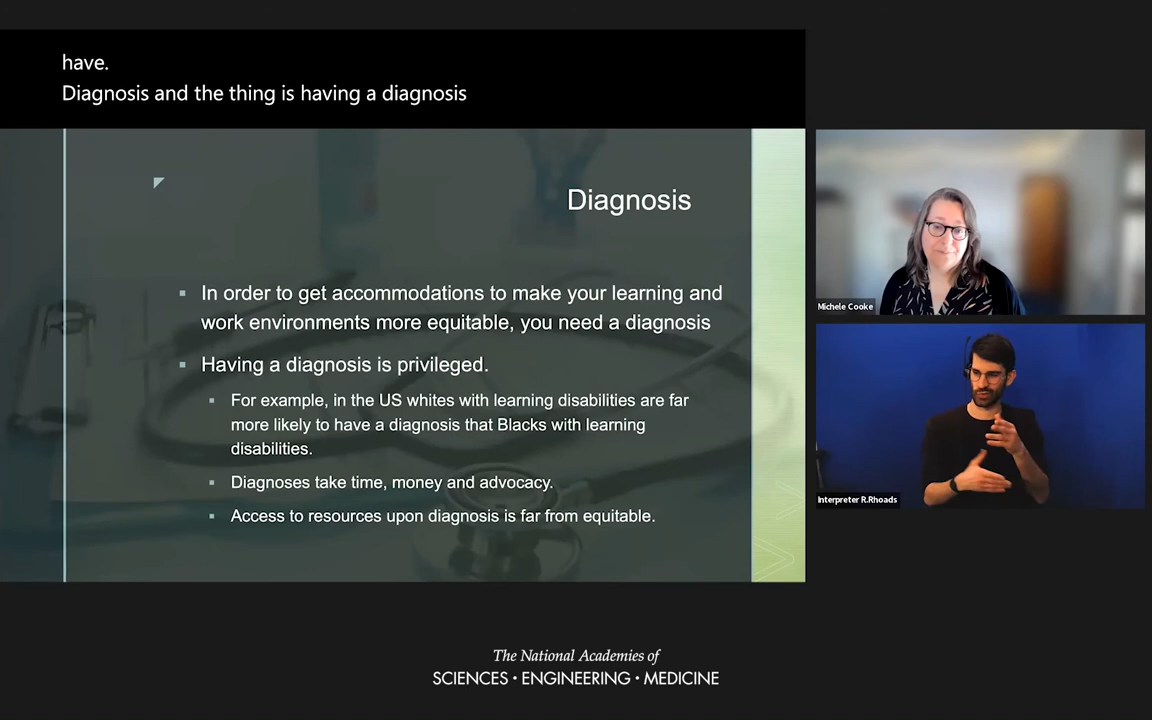 have.
Diagnosis and the thing is having a diagnosis
Diagnosis
▪ In order to get accommodations to make your learning and
work environments more equitable, you need a diagnosis
▪ Having a diagnosis is privileged.
▪ For example, in the US whites with learning disabilities are far
more likely to have a diagnosis that Blacks with learning
disabilities.
▪ Diagnoses take time, money and advocacy.
▪ Access to resources upon diagnosis is far from equitable.
Michele Cooke
Interpreter R.Rhoads
The National Academies of
SCIENCES • ENGINEERING • MEDICINE